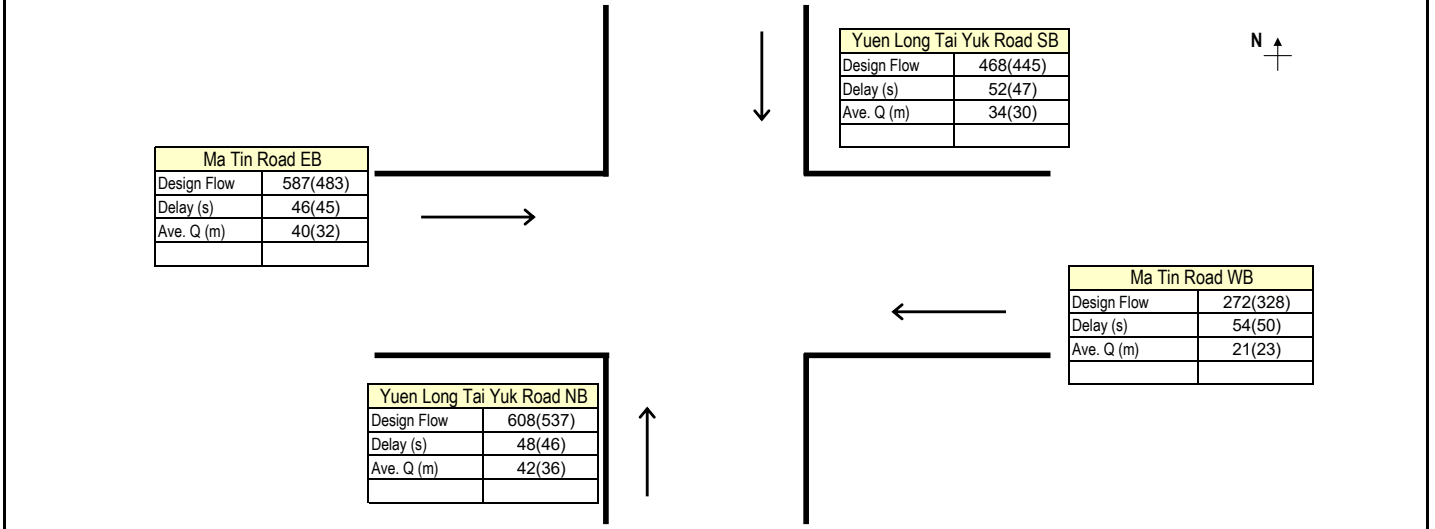 Yuen Long Tai Yuk Road SB
Design Flow 468(445)
Delay (s) 52(47)
Ave. Q (m) 34(30)
N
Ma Tin Road EB
Design Flow 587(483)
Delay (s) 46(45)
Ave. Q (m) 40(32)
Ma Tin Road WB
Design Flow 272(328)
Delay (s) 54(50)
Ave. Q (m) 21(23)
Yuen Long Tai Yuk Road NB
Design Flow 608(537)
Delay (s) 48(46)
Ave. Q (m) 42(36)